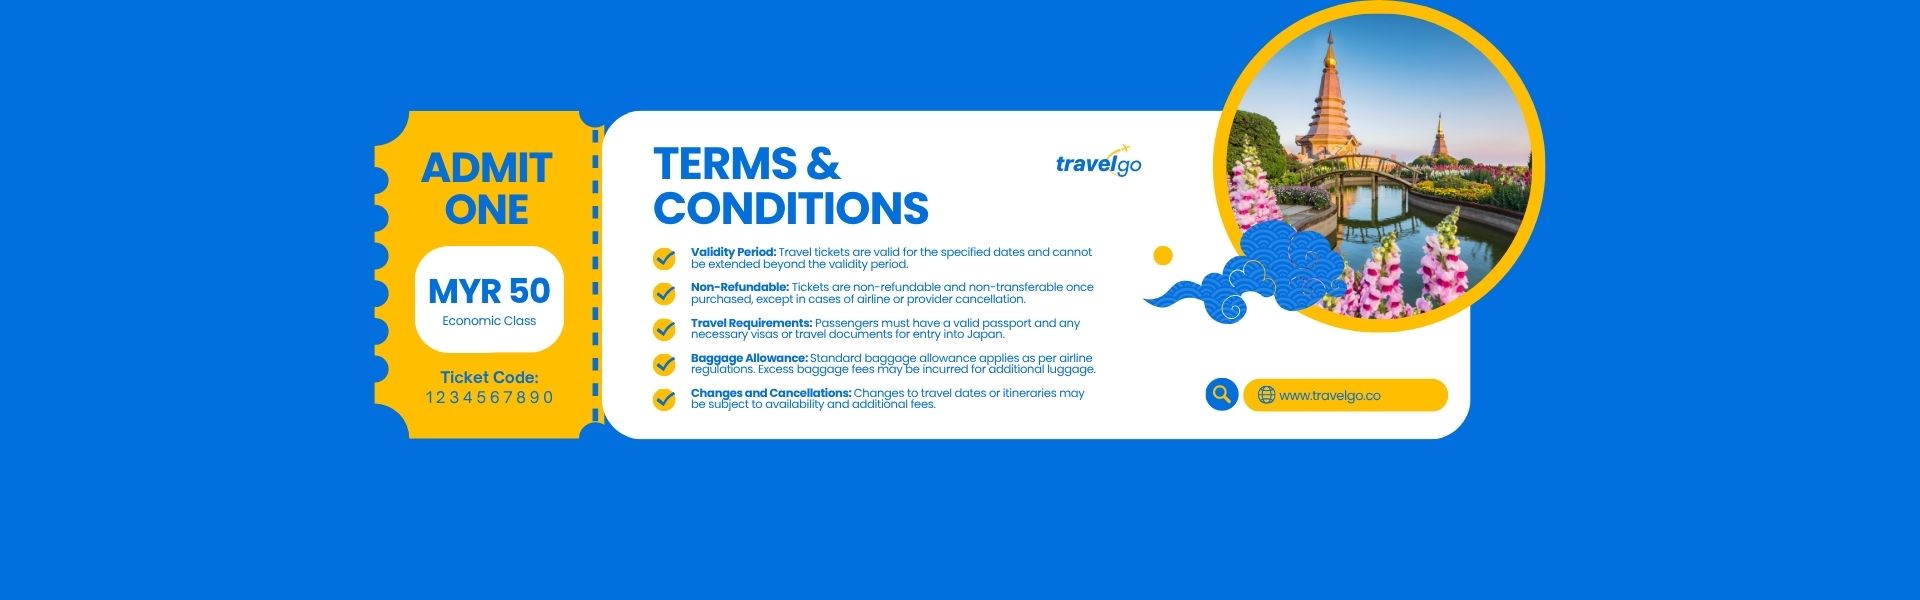 ADMIT
ONE
MYR 50
Economic Class
Ticket Code:
1234567890
TERMS &
CONDITIONS
travelgo
Validity Period: Travel tickets are valid for the specified dates and cannot
be extended beyond the validity period.
Non-Refundable: Tickets are non-refundable and non-transferable once
purchased, except in cases of airline or provider cancellation.
Travel Requirements: Passengers must have a valid passport and any
necessary visas or travel documents for entry into Japan.
Baggage Allowance: Standard baggage allowance applies as per airline
regulations. Excess baggage fees may be incurred for additional luggage.
Changes and Cancellations: Changes to travel dates or itineraries may
be subject to availability and additional fees.
www.travelgo.co